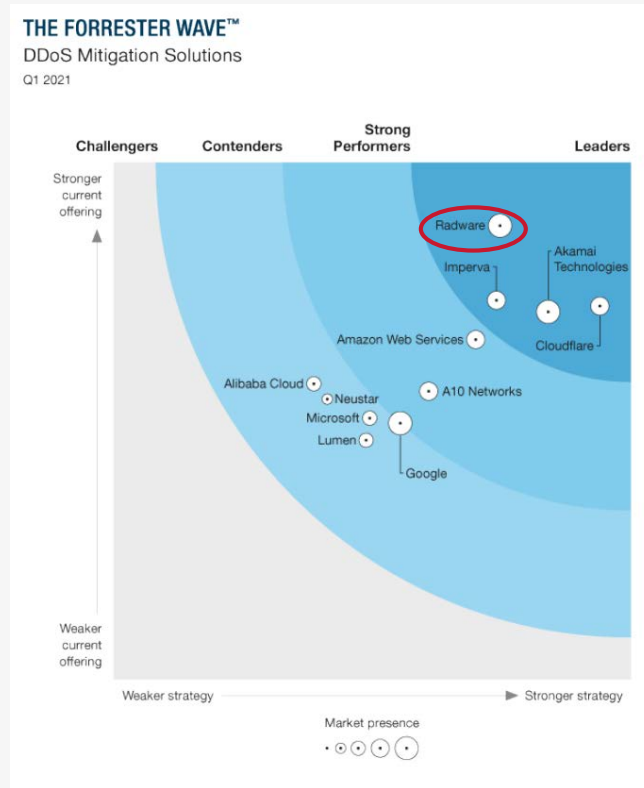 THE FORRESTER WAVE™
DDoS Mitigation Solutions
Q1 2021
Challengers
Contenders
Strong
Performers
Leaders
Stronger
current
offering
Radware
Imperva
Akamai
Technologies
Amazon Web Services
Cloudflare
Alibaba Cloud
A10 Networks
Neustar
Microsoft
Lumen
Google
Weaker
current
offering
Weaker strategy
Stronger strategy
Market presence